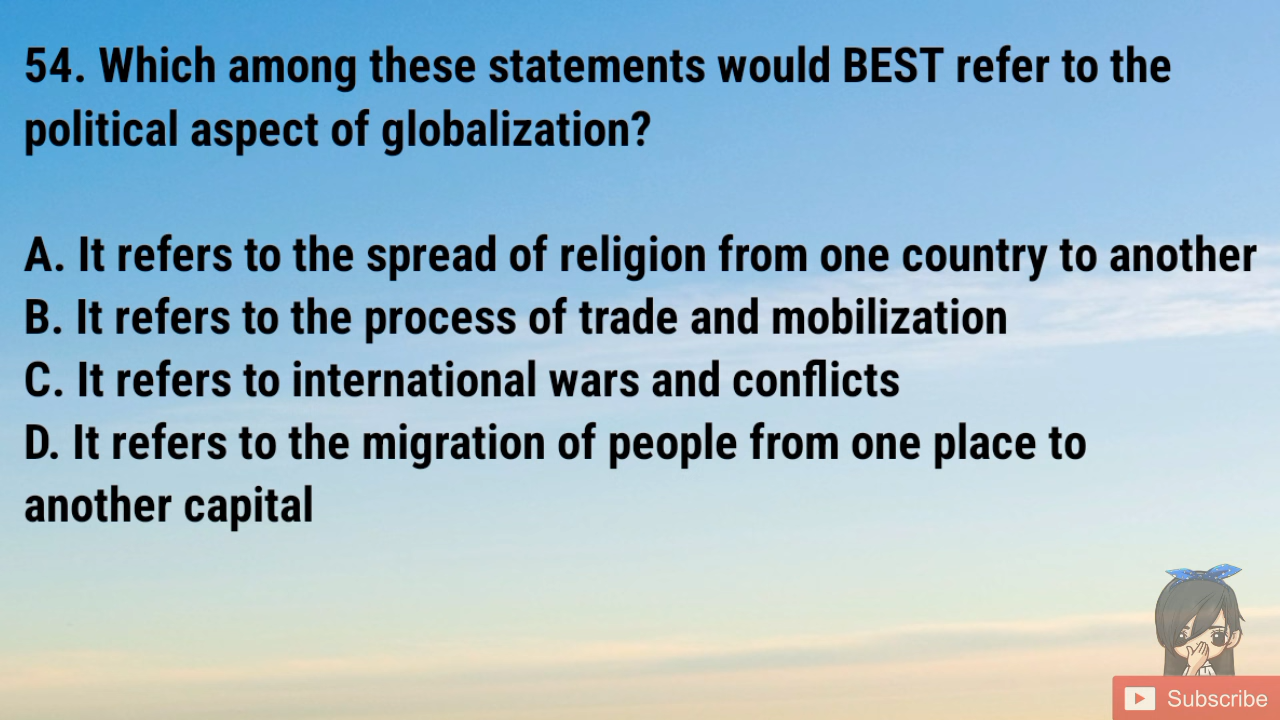 54. Which among these statements would BEST refer to the
political aspect of globalization?
A. It refers to the spread of religion from one country to another
B. It refers to the process of trade and mobilization
C. It refers to international wars and conflicts
D. It refers to the migration of people from one place to
another capital
Subscribe